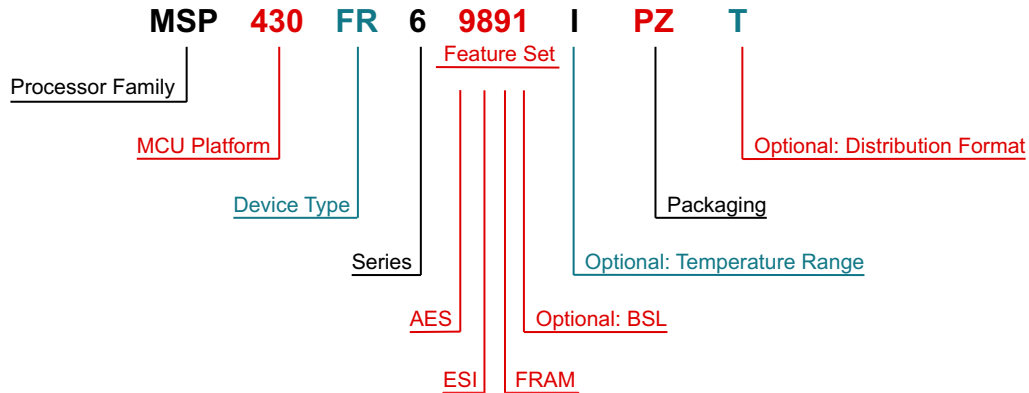 MSP 430 FR 6 9891 I PZ T
Feature Set
Processor Family
MCU Platform
Optional: Distribution Format
Device Type
Packaging
Series
Optional: Temperature Range
AES
Optional: BSL
ESI
FRAM